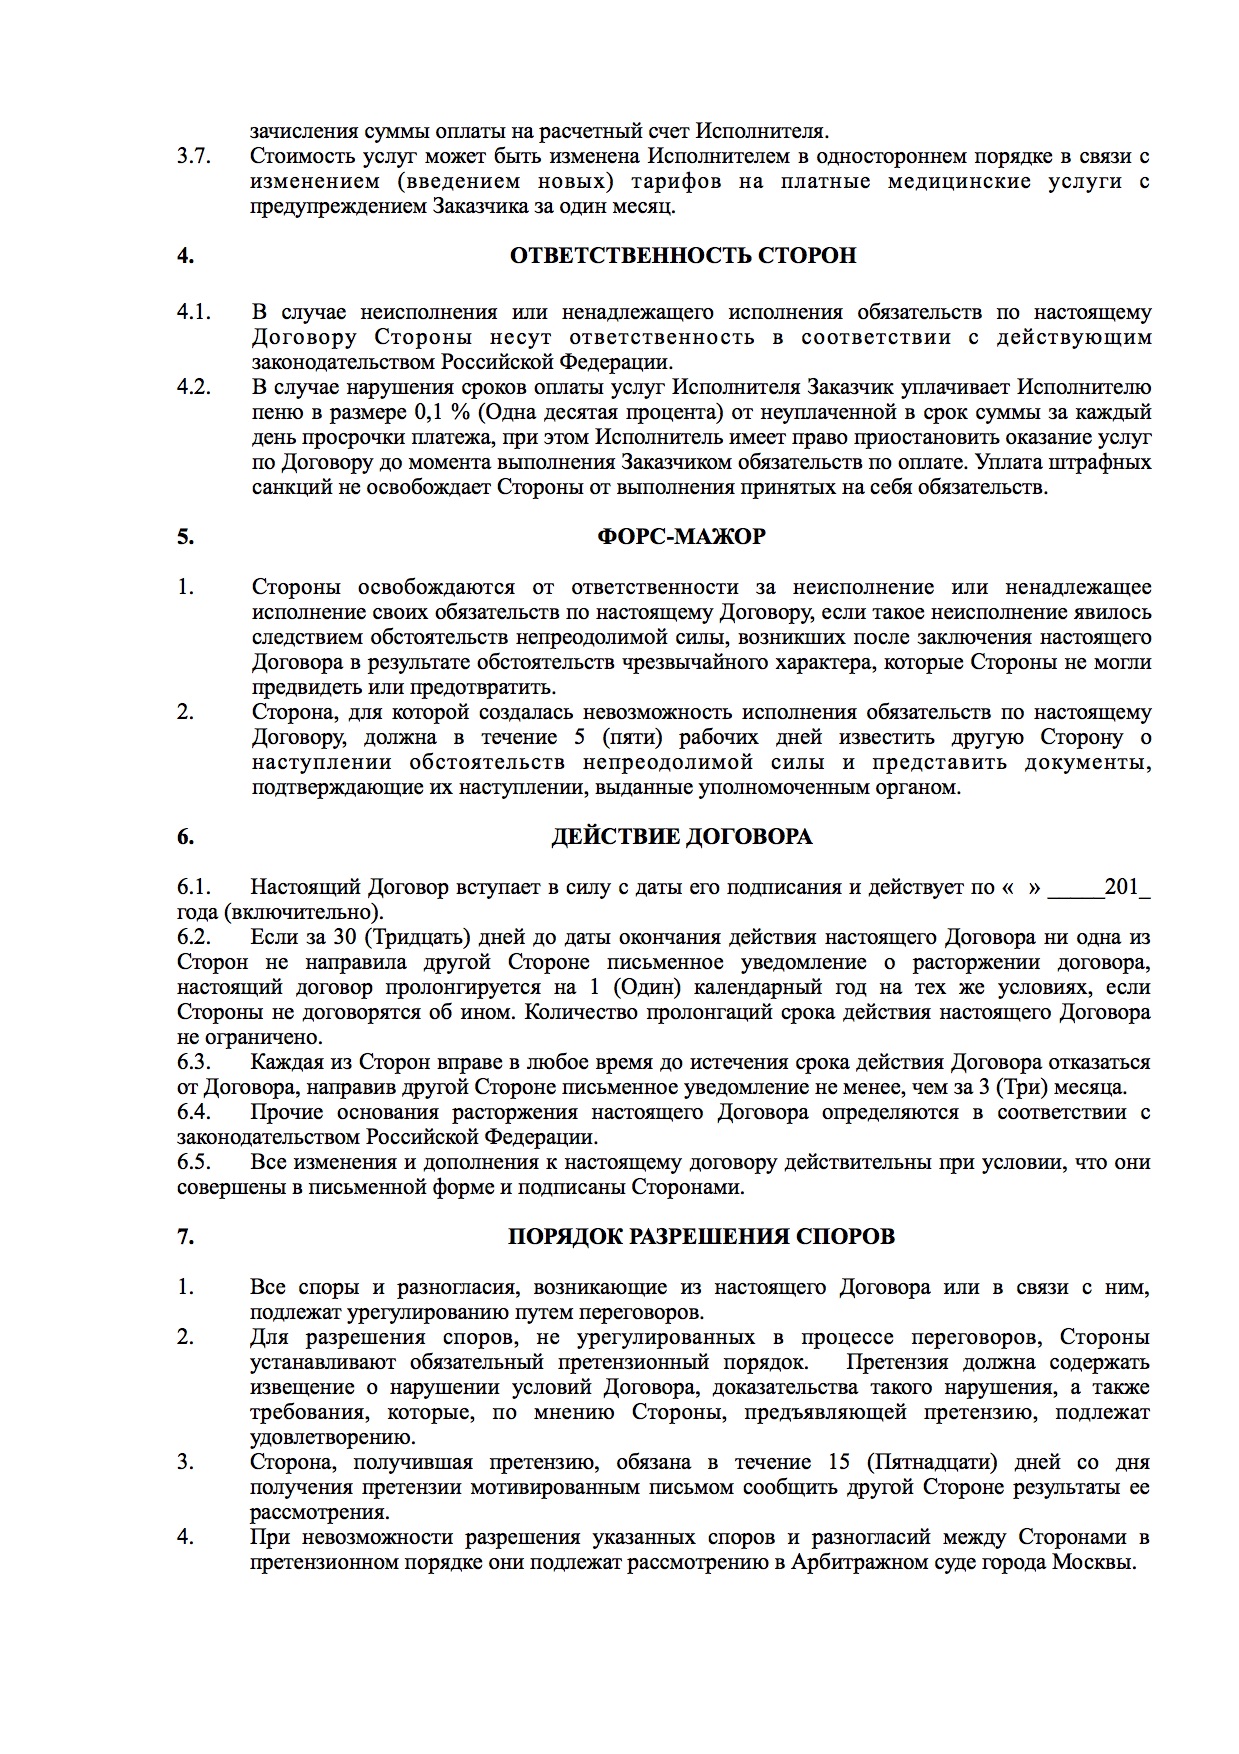 зачисления суммы оплаты на расчетный счет Исполнителя.
3.7. Стоимость услуг может быть изменена Исполнителем в одностороннем порядке в связи с
изменением (введением новых) тарифов на платные медицинские услуги с
предупреждением Заказчика за один месяц.
4. ОТВЕТСТВЕННОСТЬ СТОРОН
4.1. В случае неисполнения или ненадлежащего исполнения обязательств по настоящему
Договору Стороны несут ответственность в соответствии с действующим
законодательством Российской Федерации.
4.2. В случае нарушения сроков оплаты услуг Исполнителя Заказчик уплачивает Исполнителю
пеню в размере 0,1 % (Одна десятая процента) от неуплаченной в срок суммы за каждый
день просрочки платежа, при этом Исполнитель имеет право приостановить оказание услуг
по Договору до момента выполнения Заказчиком обязательств по оплате. Уплата штрафных
санкций не освобождает Стороны от выполнения принятых на себя обязательств.
5. ФОРС-МАЖОР
1. Стороны освобождаются от ответственности за неисполнение или ненадлежащее
исполнение своих обязательств по настоящему Договору, если такое неисполнение явилось
следствием обстоятельств непреодолимой силы, возникших после заключения настоящего
Договора в результате обстоятельств чрезвычайного характера, которые Стороны не могли
предвидеть или предотвратить.
2. Сторона, для которой создалась невозможность исполнения обязательств по настоящему
Договору, должна в течение 5 (пяти) рабочих дней известить другую Сторону о
наступлении обстоятельств непреодолимой силы и представить документы,
подтверждающие их наступлении, выданные уполномоченным органом.
6. ДЕЙСТВИЕ ДОГОВОРА
6.1. Настоящий Договор вступает в силу с даты его подписания и действует по « » _____201_
года (включительно).
6.2. Если за 30 (Тридцать) дней до даты окончания действия настоящего Договора ни одна из
Сторон не направила другой Стороне письменное уведомление о расторжении договора,
настоящий договор пролонгируется на 1 (Один) календарный год на тех же условиях, если
Стороны не договорятся об ином. Количество пролонгаций срока действия настоящего Договора
не ограничено.
6.3. Каждая из Сторон вправе в любое время до истечения срока действия Договора отказаться
от Договора, направив другой Стороне письменное уведомление не менее, чем за 3 (Три) месяца.
6.4. Прочие основания расторжения настоящего Договора определяются в соответствии с
законодательством Российской Федерации.
6.5. Все изменения и дополнения к настоящему договору действительны при условии, что они
совершены в письменной форме и подписаны Сторонами.
7. ПОРЯДОК РАЗРЕШЕНИЯ СПОРОВ
1. Все споры и разногласия, возникающие из настоящего Договора или в связи с ним,
подлежат урегулированию путем переговоров.
2. Для разрешения споров, не урегулированных в процессе переговоров, Стороны
устанавливают обязательный претензионный порядок. Претензия должна содержать
извещение о нарушении условий Договора, доказательства такого нарушения, а также
требования, которые, по мнению Стороны, предъявляющей претензию, подлежат
удовлетворению.
3. Сторона, получившая претензию, обязана в течение 15 (Пятнадцати) дней со дня
получения претензии мотивированным письмом сообщить другой Стороне результаты ее
рассмотрения.
4. При невозможности разрешения указанных споров и разногласий между Сторонами в
претензионном порядке они подлежат рассмотрению в Арбитражном суде города Москвы.